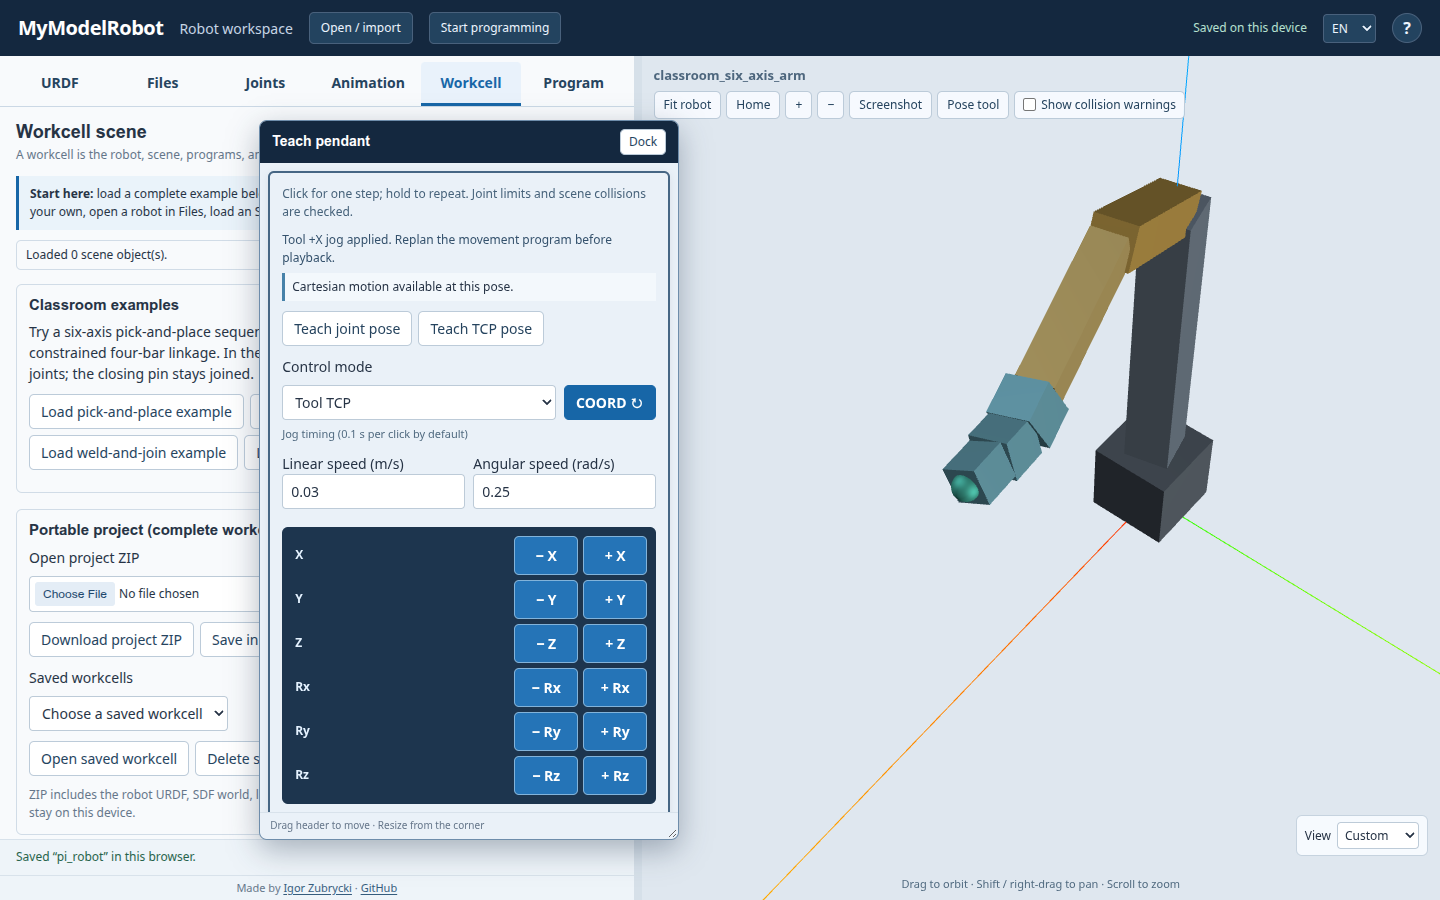 MyModelRobot Robot workspace Open / import Start programming Saved on this device EN ?
URDF Files Joints Animation Workcell Program
classroom_six_axis_arm
Fit robot Home + − Screenshot Pose tool Show collision warnings
Workcell scene
A workcell is the robot, scene, programs,
Start here: load a complete example
your own, open a robot in Files, load an
Loaded 0 scene object(s).
Classroom examples
Try a six-axis pick-and-place
constrained four-bar linkage. In the
joints; the closing pin stays joined.
Load pick-and-place example
Load weld-and-join example
Portable project (complete
Open project ZIP
Choose File No file chosen
Download project ZIP Save in
Saved workcells
Choose a saved workcell
Open saved workcell Delete
ZIP includes the robot URDF, SDF world,
stay on this device.
Saved “pi_robot” in this browser.
Made by Igor Zubrycki · GitHub
Teach pendant Dock
Click for one step; hold to repeat. Joint limits and scene collisions
are checked.
Tool +X jog applied. Replan the movement program before
playback.
Cartesian motion available at this pose.
Teach joint pose Teach TCP pose
Control mode
Tool TCP COORD ↻
Jog timing (0.1 s per click by default)
Linear speed (m/s) Angular speed (rad/s)
0.03 0.25
X − X + X
Y − Y + Y
Z − Z + Z
Rx − Rx + Rx
Ry − Ry + Ry
Rz − Rz + Rz
Drag header to move · Resize from the corner
View Custom
Drag to orbit · Shift / right-drag to pan · Scroll to zoom